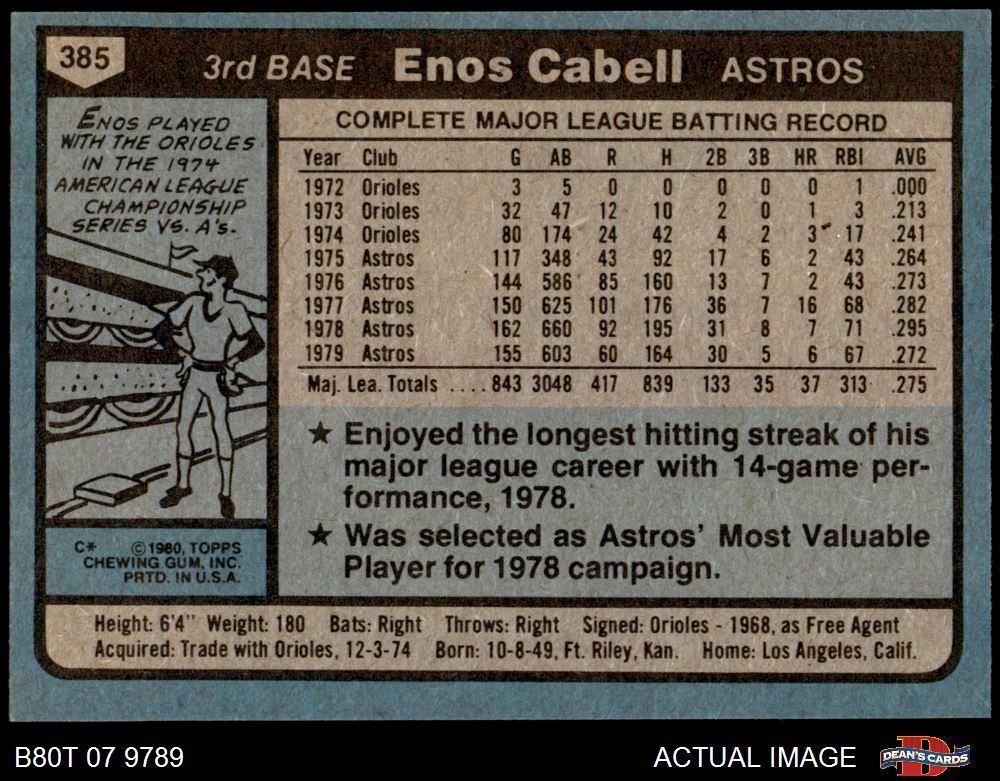 385
3rd BASE Enos Cabell ASTROS
ENOS PLAYED
WITH THE ORIOLES
IN THE 1974
AMERICAN LEAGUE
CHAMPIONSHIP
SERIES VS. A's.
COMPLETE MAJOR LEAGUE BATTING RECORD
Year Club G AB R H 2B 3B HR RBI AVG
1972 Orioles 3 5 0 0 0 0 0 1 .000
1973 Orioles 32 47 12 10 2 0 1 3 .213
1974 Orioles 80 174 24 42 4 2 3 17 .241
1975 Astros 117 348 43 92 17 6 2 43 .264
1976 Astros 144 586 85 160 13 7 2 43 .273
1977 Astros 150 625 101 176 36 7 16 68 .282
1978 Astros 162 660 92 195 31 8 7 71 .295
1979 Astros 155 603 60 164 30 5 6 67 .272
Maj. Lea. Totals ....843 3048 417 839 133 35 37 313 .275
★ Enjoyed the longest hitting streak of his
major league career with 14-game per-
formance, 1978.
★ Was selected as Astros' Most Valuable
Player for 1978 campaign.
C* ©1980, TOPPS
CHEWING GUM, INC.
PRTD. IN U.S.A.
Height: 6'4" Weight: 180 Bats: Right Throws: Right Signed: Orioles - 1968, as Free Agent
Acquired: Trade with Orioles, 12-3-74 Born: 10-8-49, Ft. Riley, Kan. Home: Los Angeles, Calif.
B80T 07 9789
ACTUAL IMAGE
D
DEAN'S CARDS